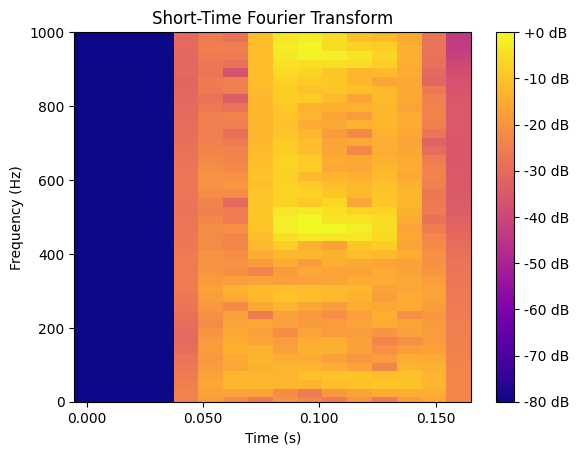 Short-Time Fourier Transform
1000
800
600
400
200
0
Frequency (Hz)
0.000
0.050
0.100
0.150
Time (s)
+0 dB
-10 dB
-20 dB
-30 dB
-40 dB
-50 dB
-60 dB
-70 dB
-80 dB